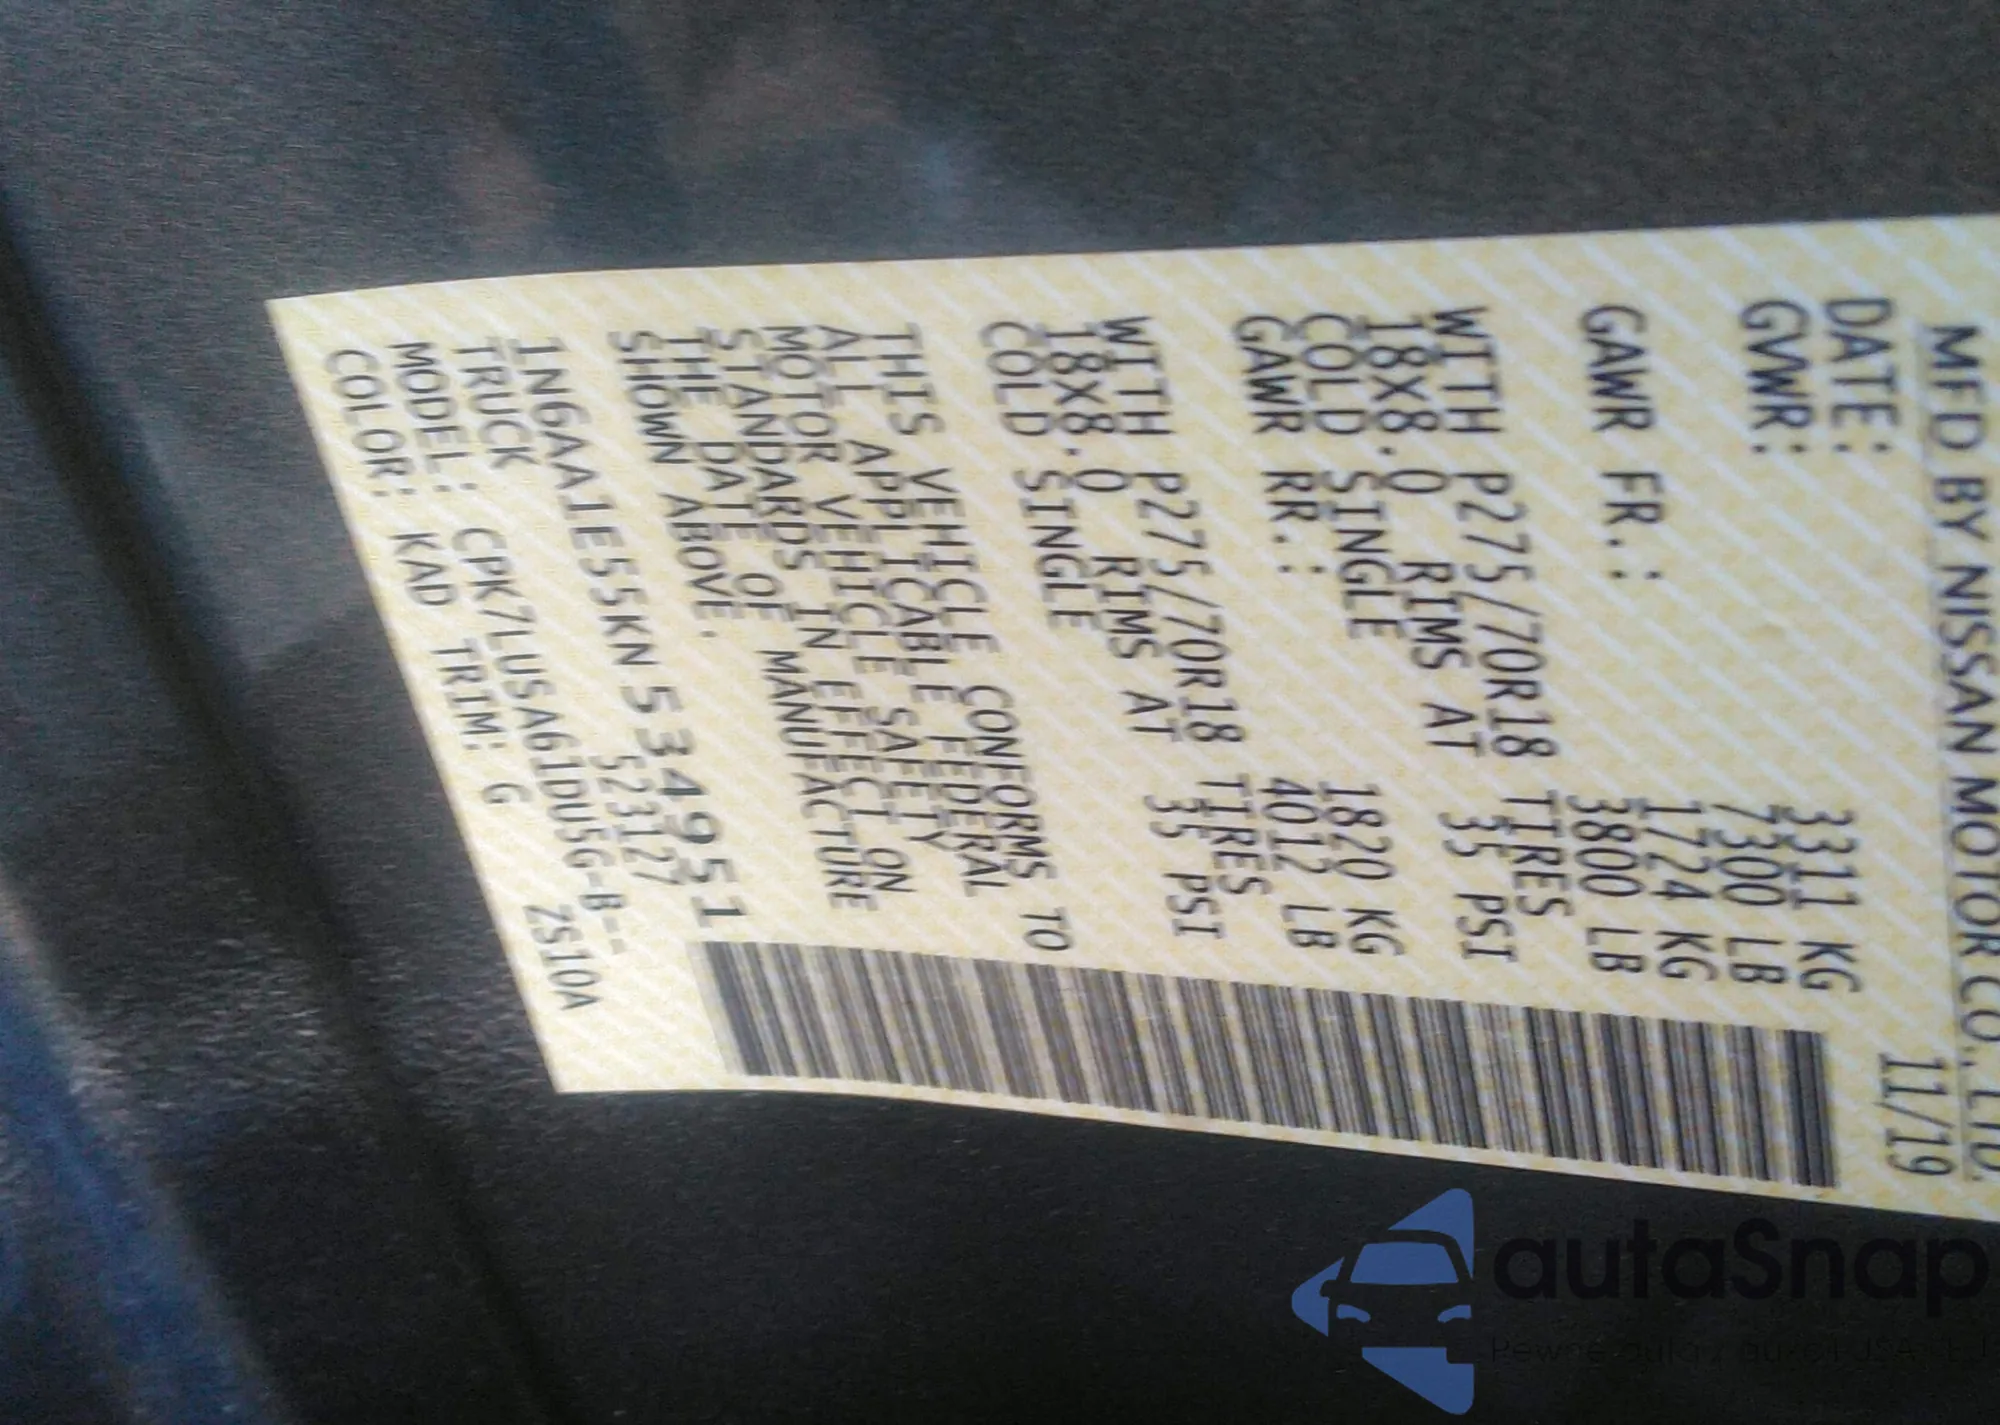 MFD BY NISSAN MOTOR CO., LTD.
DATE: 11/19
GVWR: 3311 KG
7300 LB
GAWR FR.: 1724 KG
3800 LB
WITH P275/70R18 TIRES
18X8.0 RIMS AT 35 PSI
COLD SINGLE
GAWR RR.: 1820 KG
4012 LB
WITH P275/70R18 TIRES
18X8.0 RIMS AT 35 PSI
COLD SINGLE
THIS VEHICLE CONFORMS TO
ALL APPLICABLE FEDERAL
MOTOR VEHICLE SAFETY
STANDARDS IN EFFECT ON
THE DATE OF MANUFACTURE
SHOWN ABOVE.
1N6AA1E55KN534951
TRUCK 523127
MODEL: CPK7LUSA61DU5G-B--
COLOR: KAD TRIM: G ZS10A
autaSnap